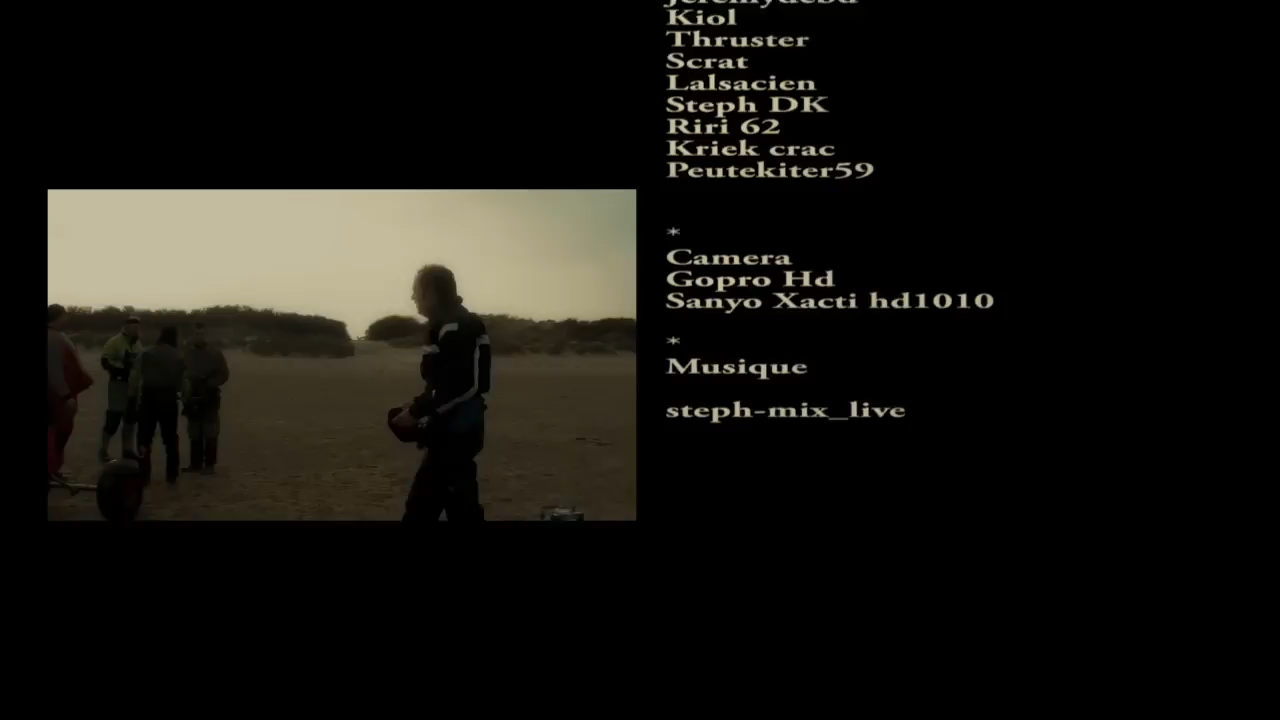 Kiol
Thruster
Scrat
Lalsacien
Steph DK
Riri 62
Kriek crac
Peutekiter59
*
Camera
Gopro Hd
Sanyo Xacti hd1010
*
Musique
steph-mix_live